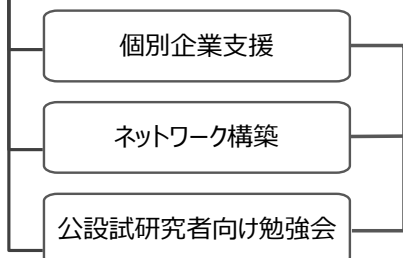 個別企業支援
ネットワーク構築
公設試研究者向け勉強会